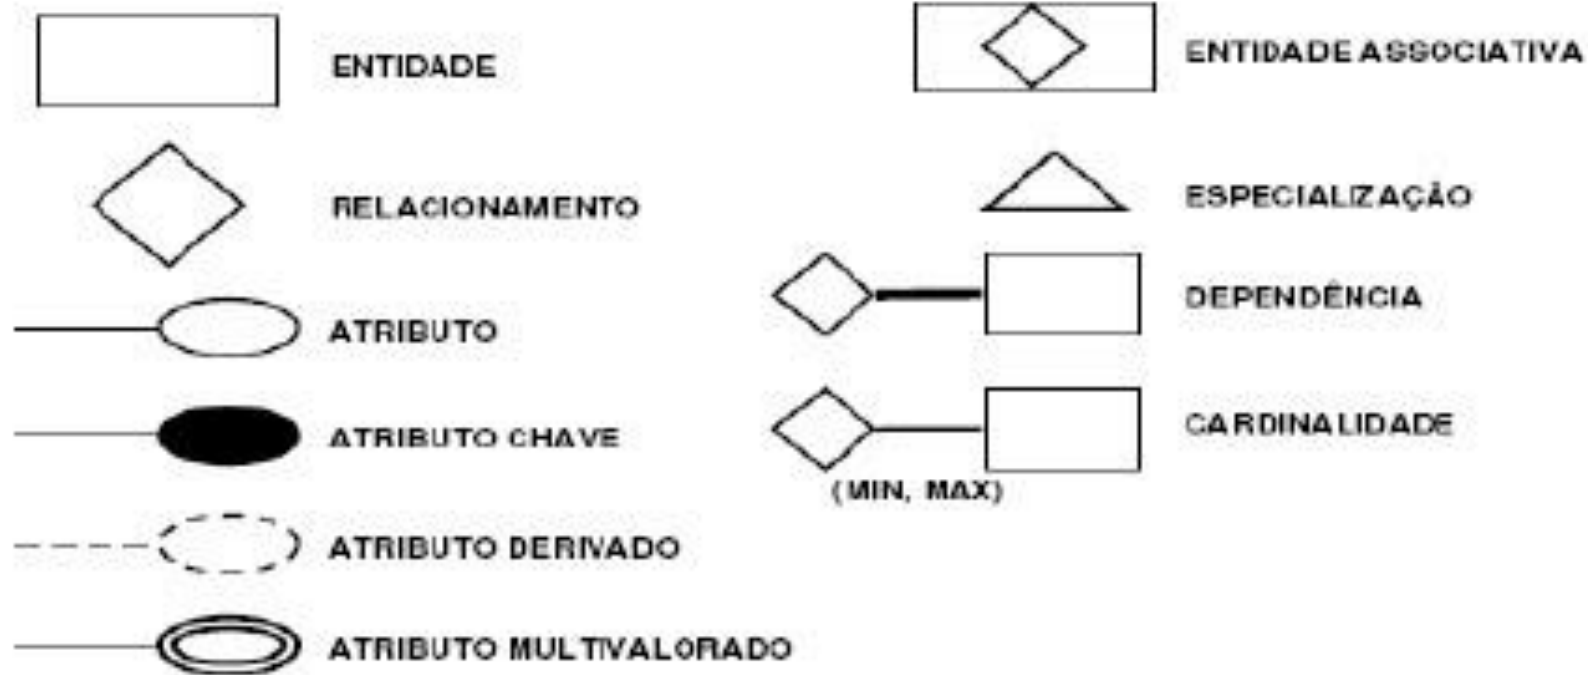 ENTIDADE
RELACIONAMENTO
ATRIBUTO
ATRIBUTO CHAVE
ATRIBUTO DERIVADO
ATRIBUTO MULTIVALORADO
ENTIDADE ASSOCIATIVA
ESPECIALIZAÇÃO
DEPENDÊNCIA
CARDINALIDADE
(MIN, MAX)